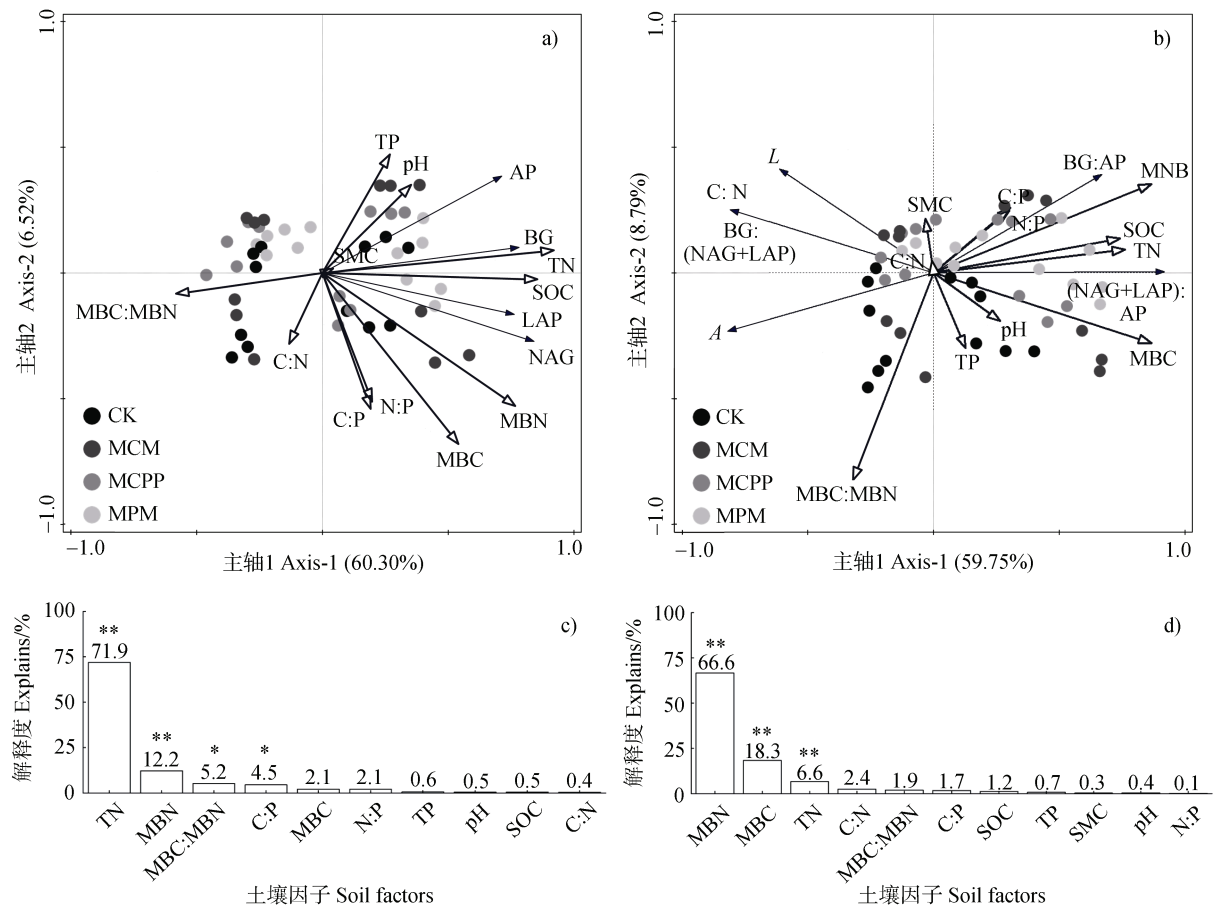 1.0
a)
主轴2 Axis-2 (6.52%)
TP
pH
AP
BG
TN
SMC
SOC
MBC:MBN
LAP
NAG
C:N
N:P
C:P
MBN
MBC
CK
MCM
MCPP
MPM
−1.0
−1.0
1.0
主轴1 Axis-1 (60.30%)
1.0
b)
主轴2 Axis-2 (8.79%)
L
BG:AP
MNB
C: N
C:P
SMC
N:P
SOC
BG:
(NAG+LAP)
TN
C:N
(NAG+LAP):
AP
A
pH
TP
MBC
MBC:MBN
CK
MCM
MCPP
MPM
−1.0
−1.0
1.0
主轴1 Axis-1 (59.75%)
c)
解释度 Explains/%
100
75
50
25
0
**
71.9
**
12.2
*
5.2
*
4.5
2.1
2.1
0.6
0.5
0.5
0.4
TN
MBN
MBC:MBN
C:P
MBC
N:P
TP
pH
SOC
C:N
土壤因子 Soil factors
d)
解释度 Explains/%
100
75
50
25
0
**
66.6
**
18.3
**
6.6
2.4
1.9
1.7
1.2
0.7
0.3
0.4
0.1
MBN
MBC
TN
C:N
MBC:MBN
C:P
SOC
TP
SMC
pH
N:P
土壤因子 Soil factors